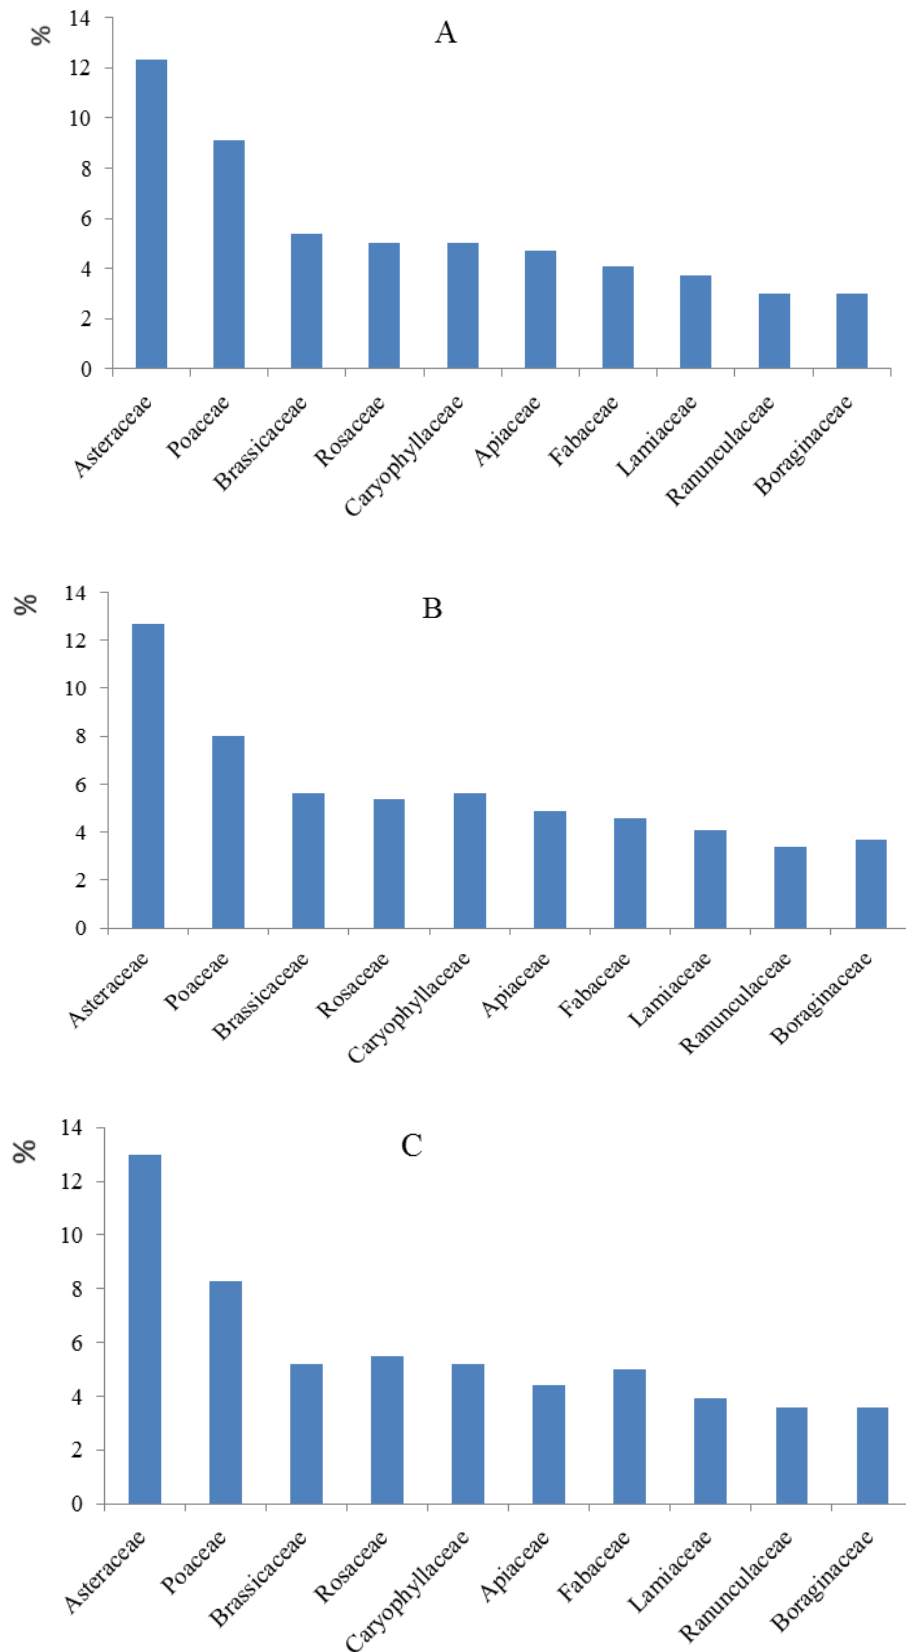 %
A
14
12
10
8
6
4
2
0
Asteraceae
Poaceae
Brassicaceae
Rosaceae
Caryophyllaceae
Apiaceae
Fabaceae
Lamiaceae
Ranunculaceae
Boraginaceae
%
B
14
12
10
8
6
4
2
0
Asteraceae
Poaceae
Brassicaceae
Rosaceae
Caryophyllaceae
Apiaceae
Fabaceae
Lamiaceae
Ranunculaceae
Boraginaceae
%
C
14
12
10
8
6
4
2
0
Asteraceae
Poaceae
Brassicaceae
Rosaceae
Caryophyllaceae
Apiaceae
Fabaceae
Lamiaceae
Ranunculaceae
Boraginaceae